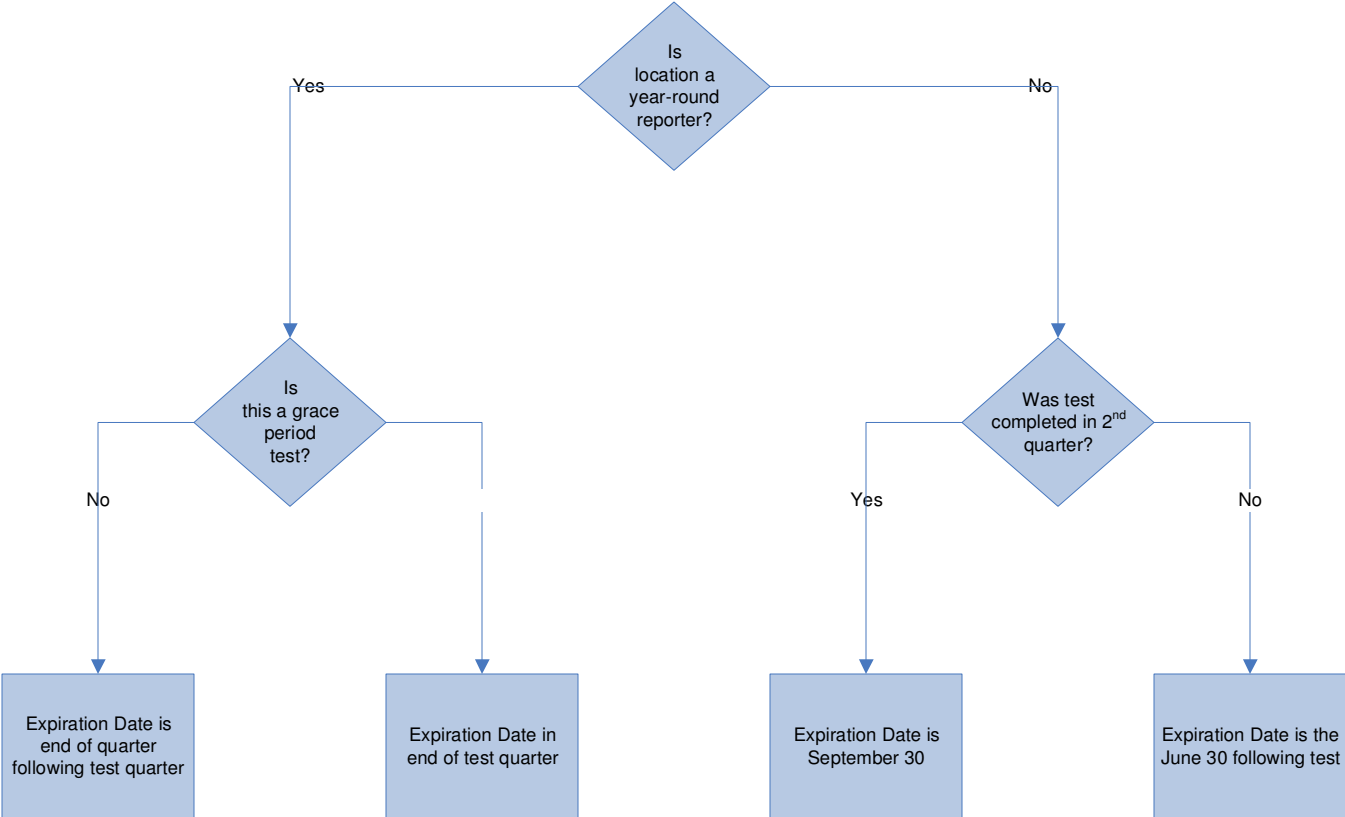 Is
location a
year-round
reporter?
Yes
No
Is
this a grace
period
test?
Was test
completed in 2nd
quarter?
No
Yes
No
Expiration Date is
end of quarter
following test quarter
Expiration Date in
end of test quarter
Expiration Date is
September 30
Expiration Date is the
June 30 following test